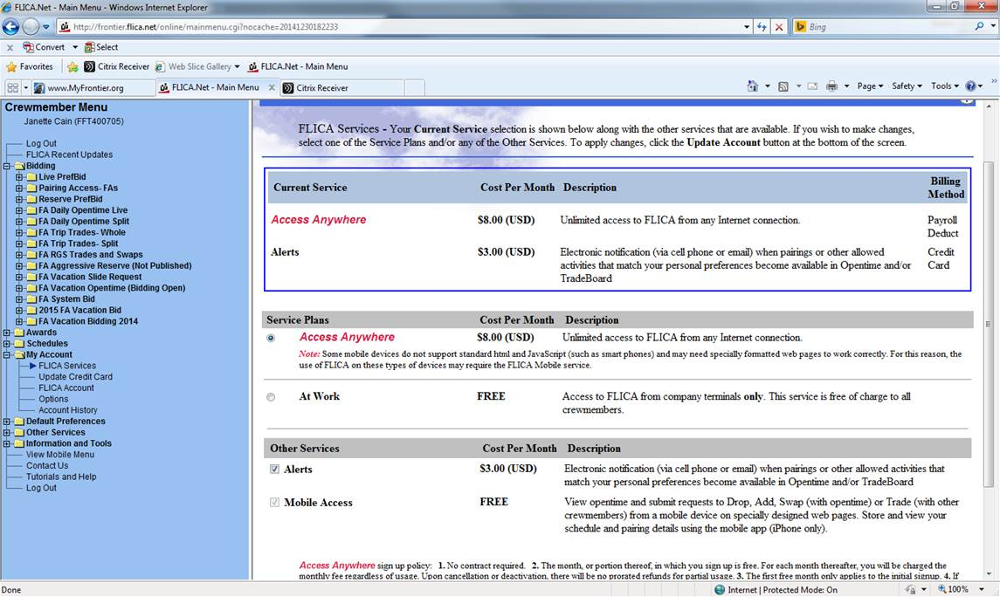 FLICA.Net - Main Menu - Windows Internet Explorer
http://frontier.flica.net/online/mainmenu.cgi?nocache=20141230182233
Bing
x Convert Select
Favorites Citrix Receiver Web Slice Gallery FLICA.Net - Main Menu
www.MyFrontier.org FLICA.Net - Main Menu X Citrix Receiver
Page Safety Tools
Crewmember Menu
Janette Cain (FFT400705)
Log Out
FLICA Recent Updates
Bidding
Live PrefBid
Pairing Access- FAs
Reserve PrefBid
FA Daily Opentime Live
FA Daily Opentime Split
FA Trip Trades- Whole
FA Trip Trades- Split
FA RGS Trades and Swaps
FA Aggressive Reserve (Not Published)
FA Vacation Slide Request
FA Vacation Opentime (Bidding Open)
FA System Bid
2015 FA Vacation Bid
FA Vacation Bidding 2014
Awards
Schedules
My Account
FLICA Services
Update Credit Card
FLICA Account
Options
Account History
Default Preferences
Other Services
Information and Tools
View Mobile Menu
Contact Us
Tutorials and Help
Log Out
FLICA Services - Your Current Service selection is shown below along with the other services that are available. If you wish to make changes,
select one of the Service Plans and/or any of the Other Services. To apply changes, click the Update Account button at the bottom of the screen.
Current Service Cost Per Month Description Billing
Method
Access Anywhere $8.00 (USD) Unlimited access to FLICA from any Internet connection. Payroll
Deduct
Alerts $3.00 (USD) Electronic notification (via cell phone or email) when pairings or other allowed Credit
activities that match your personal preferences become available in Opentime and/or Card
TradeBoard
Service Plans Cost Per Month Description
Access Anywhere $8.00 (USD) Unlimited access to FLICA from any Internet connection.
Note: Some mobile devices do not support standard html and JavaScript (such as smart phones) and may need specially formatted web pages to work correctly. For this reason, the
use of FLICA on these types of devices may require the FLICA Mobile service.
At Work FREE Access to FLICA from company terminals only. This service is free of charge to all
crewmembers.
Other Services Cost Per Month Description
Alerts $3.00 (USD) Electronic notification (via cell phone or email) when pairings or other allowed activities that
match your personal preferences become available in Opentime and/or TradeBoard
Mobile Access FREE View opentime and submit requests to Drop, Add, Swap (with opentime) or Trade (with other
crewmembers) from a mobile device on specially designed web pages. Store and view your
schedule and pairing details using the mobile app (iPhone only).
Access Anywhere sign up policy: 1. No contract required. 2. The month, or portion thereof, in which you sign up is free. For each month thereafter, you will be charged the
monthly fee regardless of usage. Upon cancellation or deactivation, there will be no prorated refunds for partial usage. 3. The first free month only applies to the initial signup. 4. If
Done Internet | Protected Mode: On 100%